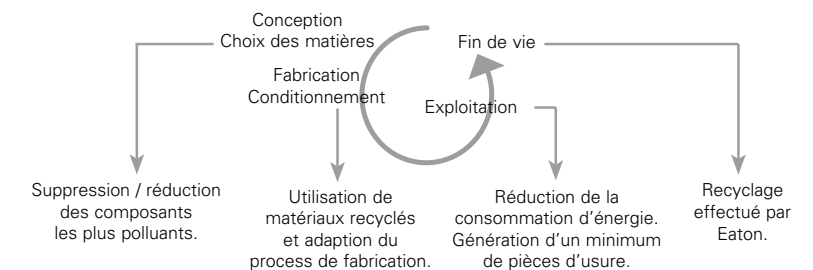 Conception
Choix des matières
Fin de vie
Fabrication
Conditionnement
Exploitation
Suppression / réduction
des composants
les plus polluants.
Utilisation de
matériaux recyclés
et adaption du
process de fabrication.
Réduction de la
consommation d'énergie.
Génération d'un minimum
de pièces d'usure.
Recyclage
effectué par
Eaton.